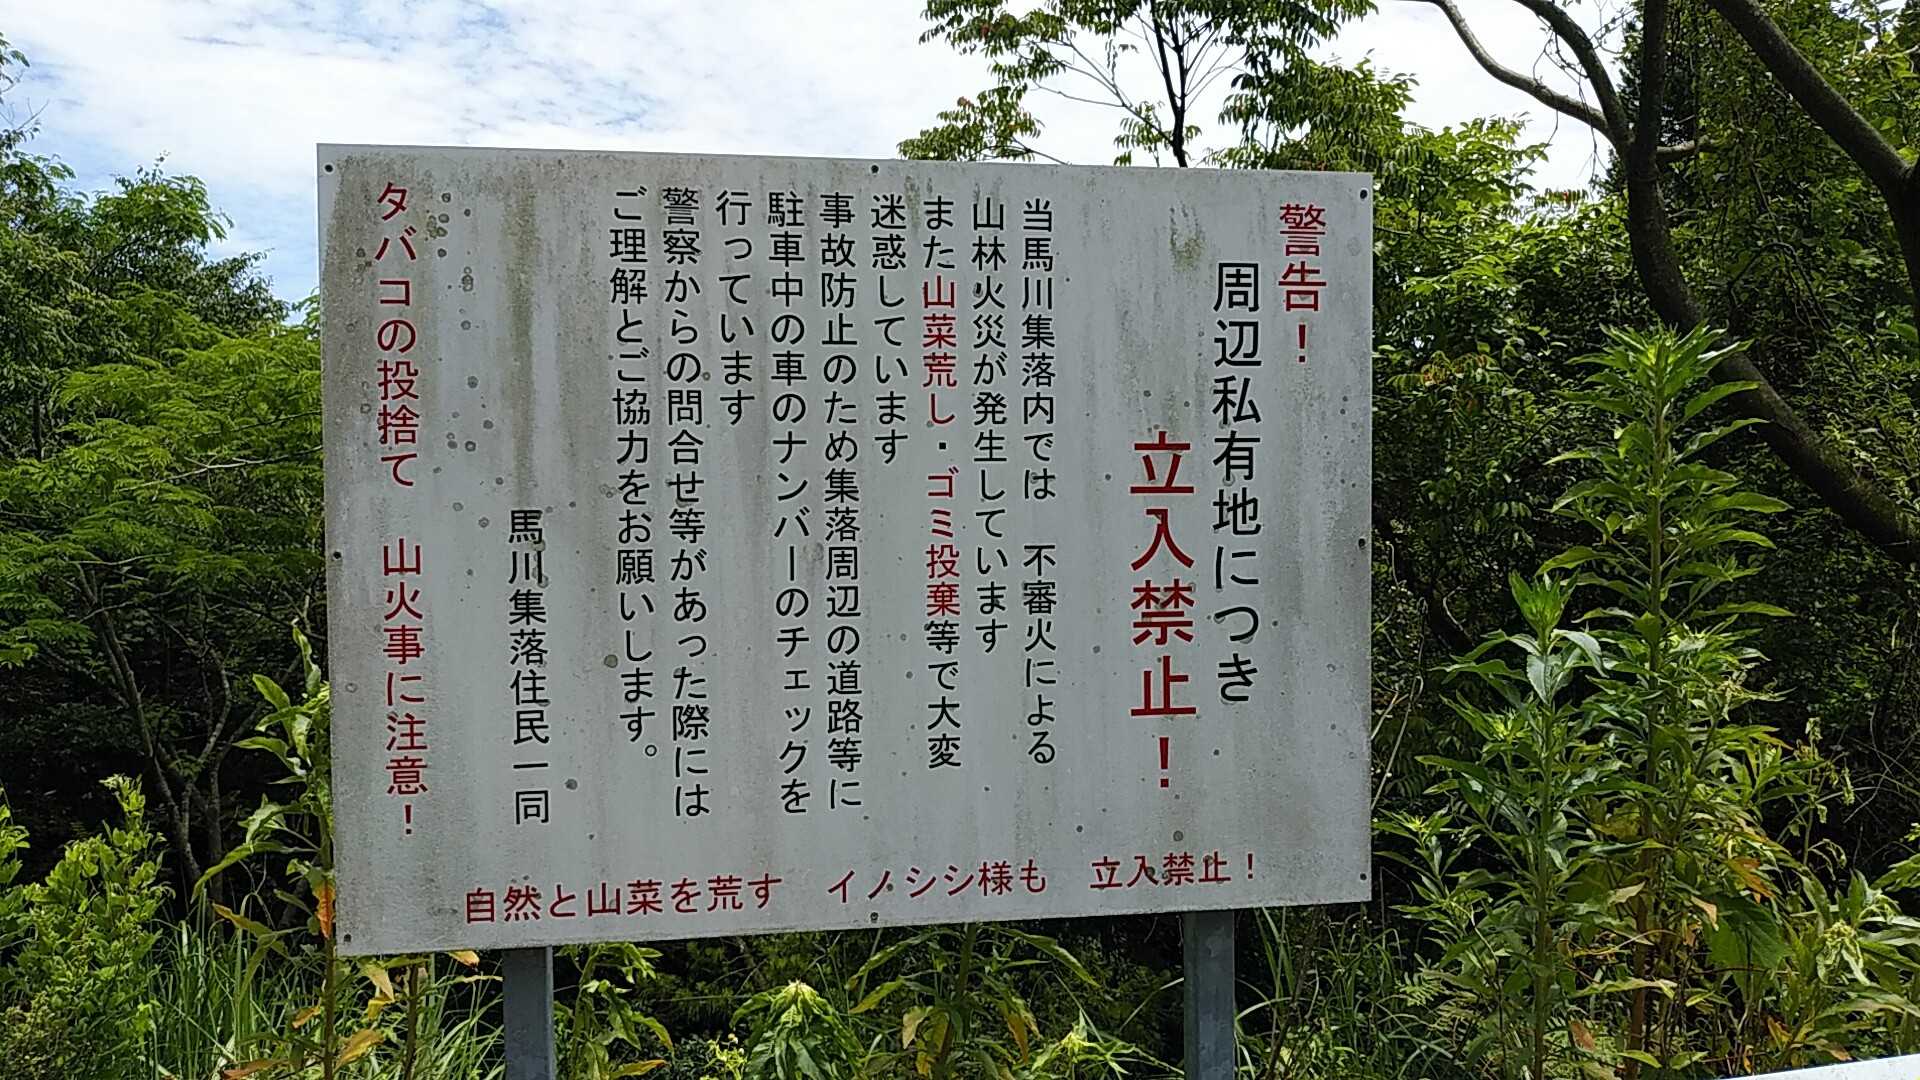 警告！
周辺私有地につき
立入禁止！
当馬川集落内では　不審火による
山林火災が発生しています
また山菜荒し・ゴミ投棄等で大変
迷惑しています
事故防止のため集落周辺の道路等に
駐車中の車のナンバーのチェックを
行っています
警察からの問合せ等があった際には
ご理解とご協力をお願いします。
馬川集落住民一同
タバコの投捨て　山火事に注意！
自然と山菜を荒す　イノシシ様も　立入禁止！